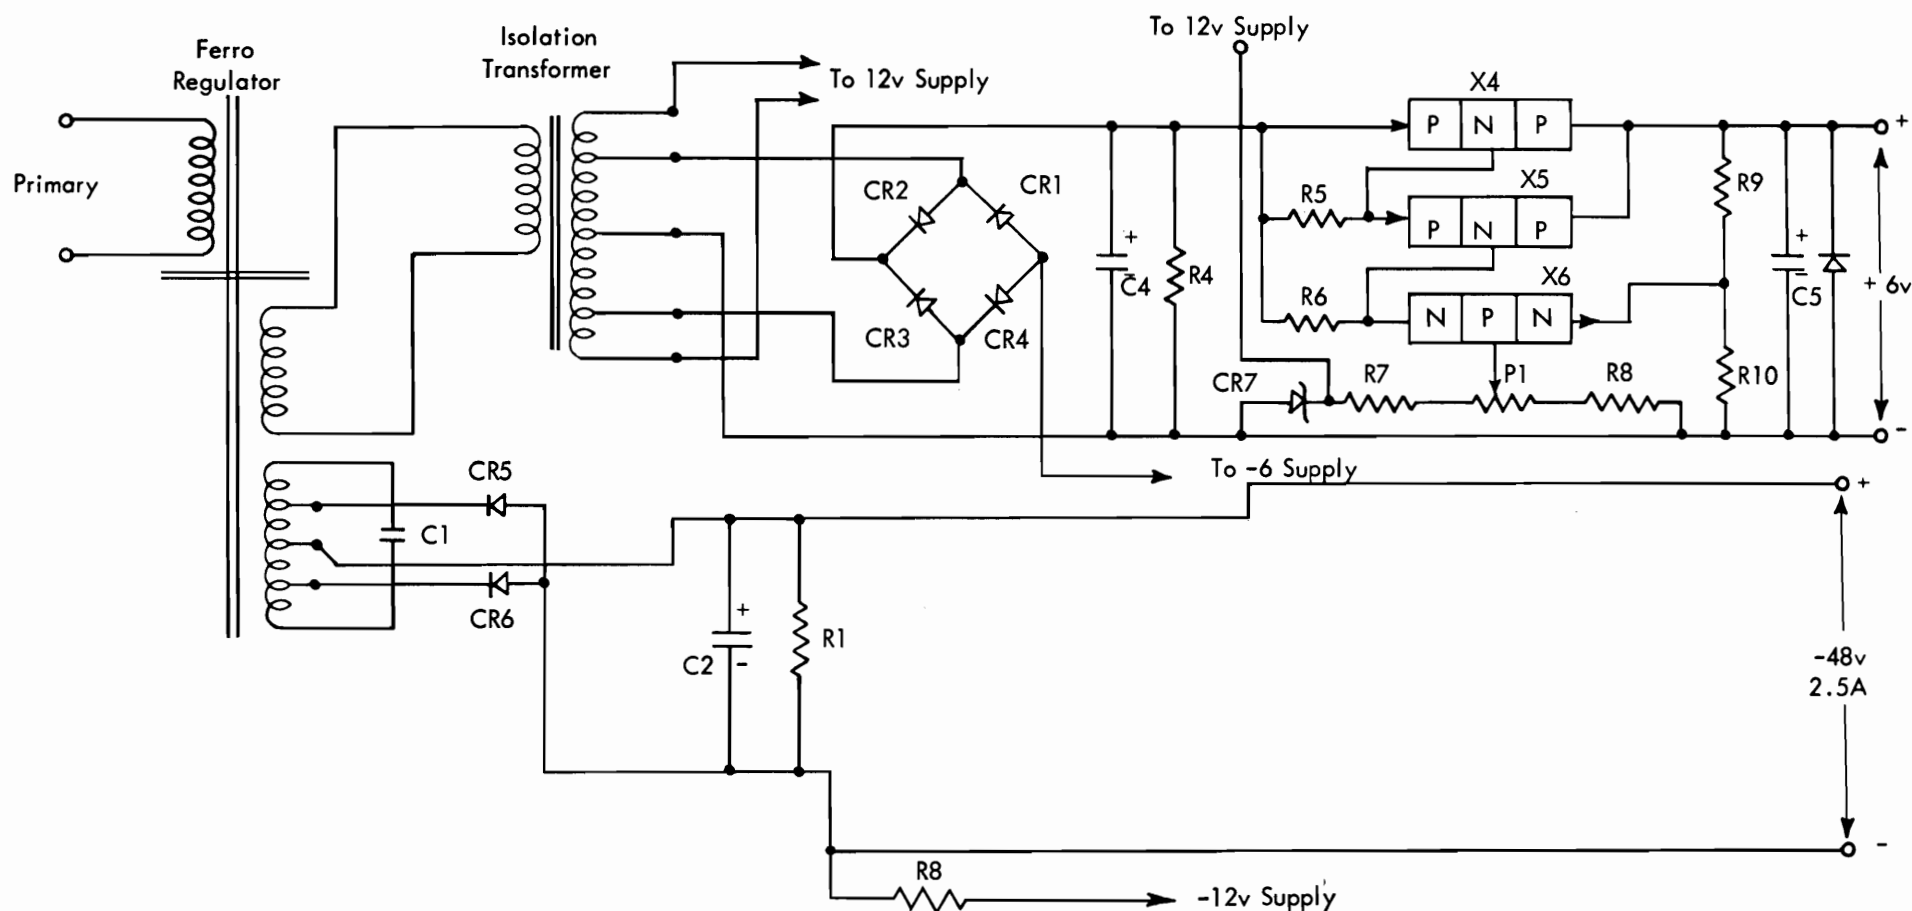 Ferro
Regulator
Primary
Isolation
Transformer
To 12v Supply
To 12v Supply
CR2
CR1
CR3
CR4
+
-
C4
R4
R5
R6
X4
P N P
X5
P N P
X6
N P N
CR7
R7
P1
R8
R9
R10
+
-
C5
+
+ 6v
-
To -6 Supply
CR5
C1
CR6
+
C2
-
R1
+
-48v
2.5A
-
R8
-12v Supply